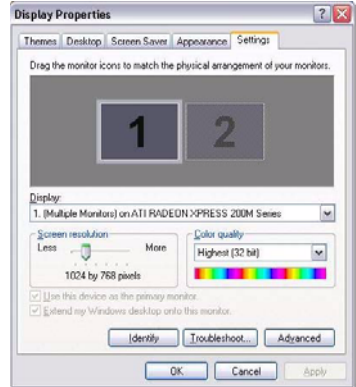 Display Properties
Themes Desktop Screen Saver Appearance Settings
Drag the monitor icons to match the physical arrangement of your monitors.
1 2
Display:
1. (Multiple Monitors) on ATI RADEON XPRESS 200M Series
Screen resolution Color quality
Less More Highest (32 bit)
1024 by 768 pixels
Use this device as the primary monitor.
Extend my Windows desktop onto this monitor.
Identify Troubleshoot... Advanced
OK Cancel Apply